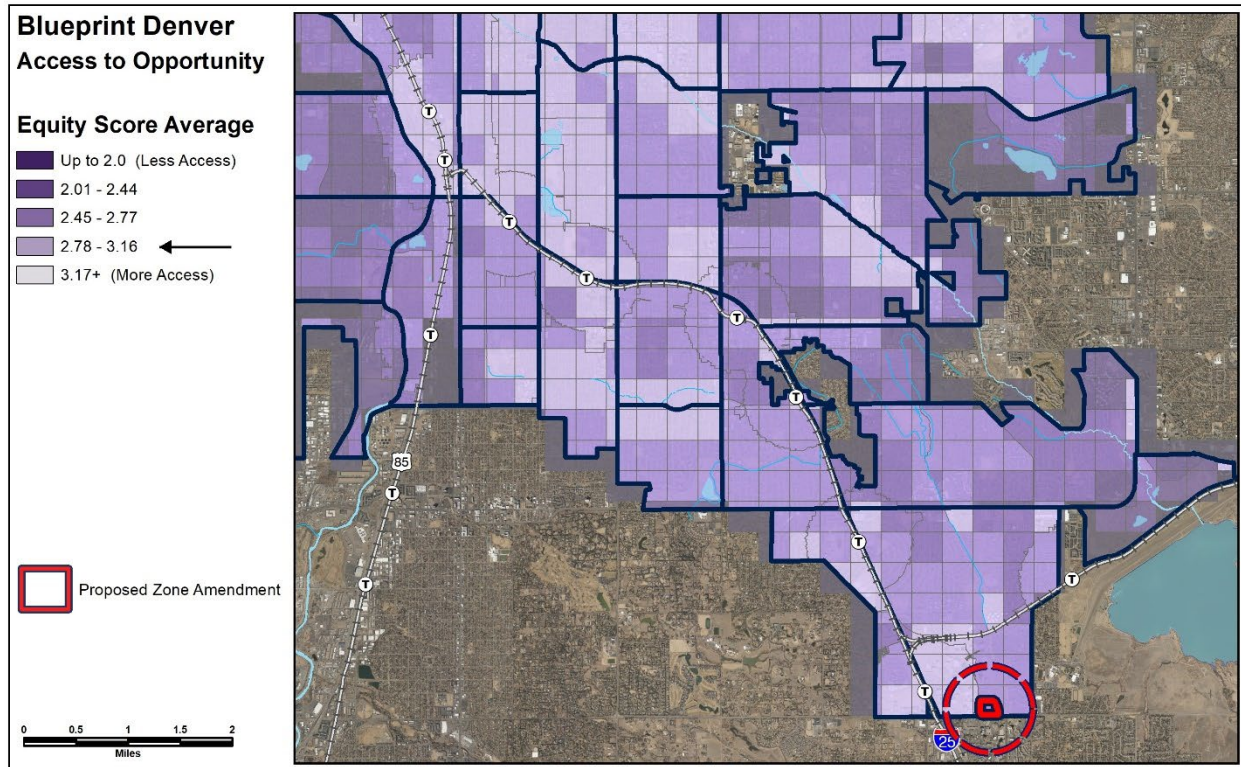 Blueprint Denver
Access to Opportunity
Equity Score Average
Up to 2.0 (Less Access)
2.01 - 2.44
2.45 - 2.77
2.78 - 3.16
3.17+ (More Access)
Proposed Zone Amendment
0 0.5 1 1.5 2
Miles
T
T
T
T
T
T
T
85
T
T
T
T
T
25